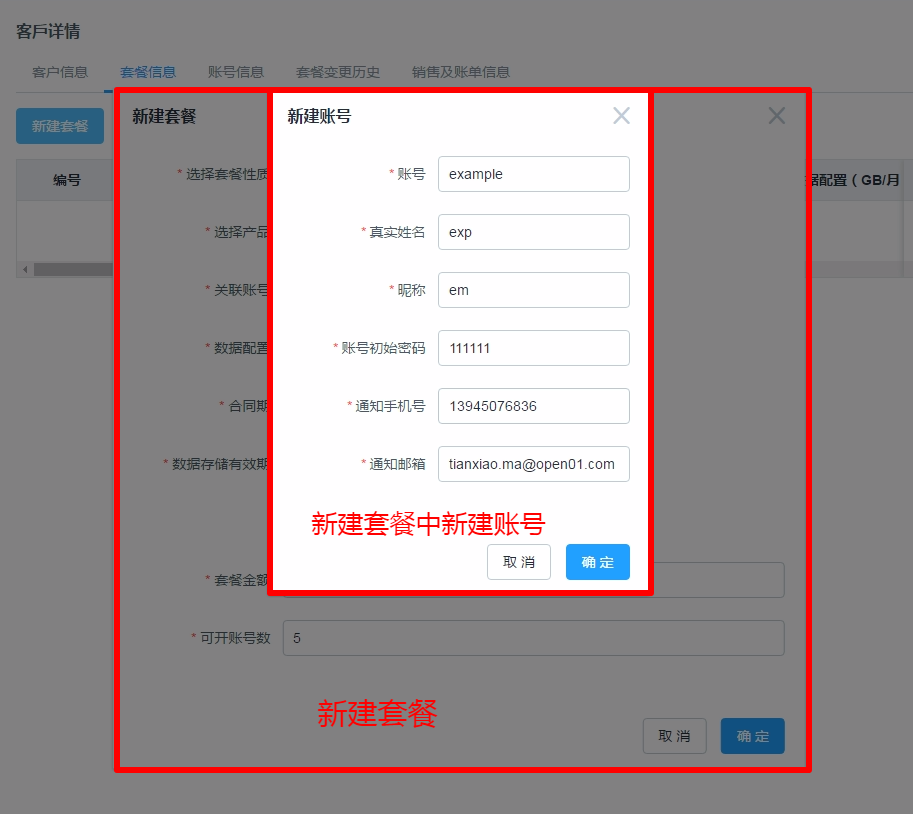 客戶详情
客户信息 套餐信息 账号信息 套餐变更历史 销售及账单信息
新建套餐
新建套餐
新建账号
编号
据配置（GB/月
*选择套餐性质
*账号 example
*选择产品
*真实姓名 exp
*关联账号
*昵称 em
*数据配置
*账号初始密码 111111
*合同期
*通知手机号 13945076836
*数据存储有效期
*通知邮箱 tianxiao.ma@open01.com
新建套餐中新建账号
取 消 确 定
*套餐金额
*可开账号数 5
新建套餐
取 消 确 定